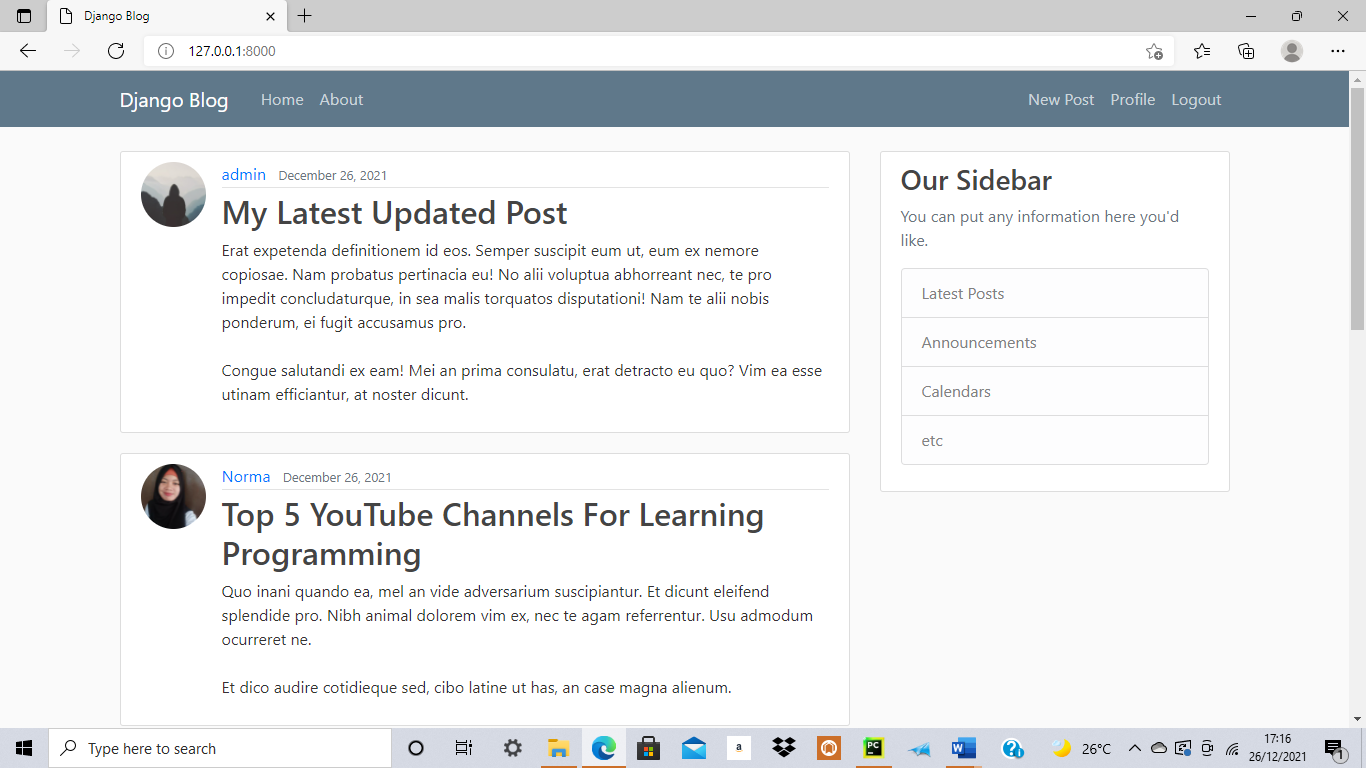 Django Blog
127.0.0.1:8000
Django Blog Home About New Post Profile Logout
admin December 26, 2021
My Latest Updated Post
Erat expetenda definitionem id eos. Semper suscipit eum ut, eum ex nemore
copiosae. Nam probatus pertinacia eu! No alii voluptua abhorreant nec, te pro
impedit concludaturque, in sea malis torquatos disputationi! Nam te alii nobis
ponderum, ei fugit accusamus pro.
Congue salutandi ex eam! Mei an prima consulatu, erat detracto eu quo? Vim ea esse
utinam efficiantur, at noster dicunt.
Norma December 26, 2021
Top 5 YouTube Channels For Learning
Programming
Quo inani quando ea, mel an vide adversarium suscipiantur. Et dicunt eleifend
splendide pro. Nibh animal dolorem vim ex, nec te agam referrentur. Usu admodum
ocurreret ne.
Et dico audire cotidieque sed, cibo latine ut has, an case magna alienum.
Our Sidebar
You can put any information here you'd
like.
Latest Posts
Announcements
Calendars
etc
Type here to search
a
PC
W
26°C
17:16
26/12/2021
1